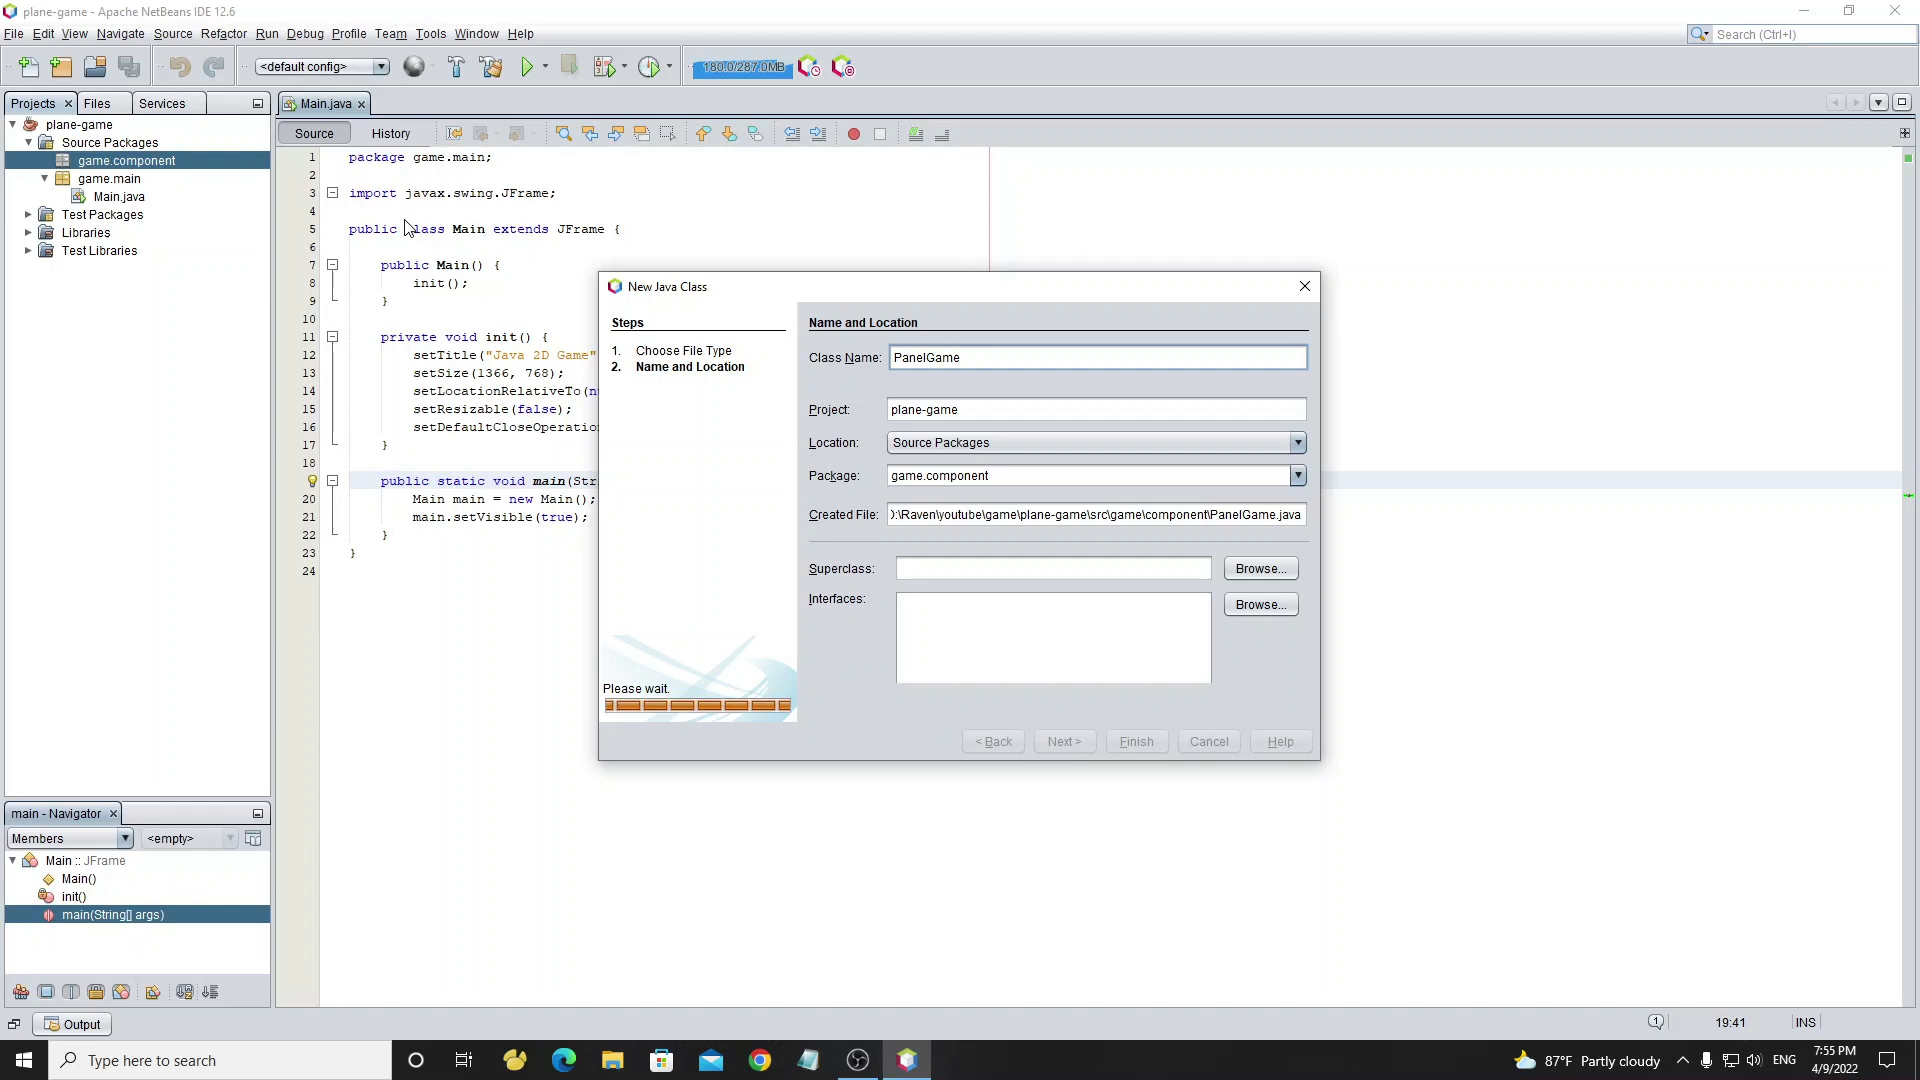 plane-game - Apache NetBeans IDE 12.6
File Edit View Navigate Source Refactor Run Debug Profile Team Tools Window Help
Search (Ctrl+I)
<default config>
180.0/287.0MB
Projects Files Services
Main.java
plane-game
Source Packages
game.component
game.main
Main.java
Test Packages
Libraries
Test Libraries
Source History
1 package game.main;
2
3 import javax.swing.JFrame;
4
5 public class Main extends JFrame {
6
7 public Main() {
8 init();
9 }
10
11 private void init() {
12 setTitle("Java 2D Game"
13 setSize(1366, 768);
14 setLocationRelativeTo(nu
15 setResizable(false);
16 setDefaultCloseOperation
17 }
18
public static void main(Stri
20 Main main = new Main();
21 main.setVisible(true);
22 }
23 }
24
New Java Class
Steps
1. Choose File Type
2. Name and Location
Please wait.
Name and Location
Class Name: PanelGame
Project: plane-game
Location: Source Packages
Package: game.component
Created File: D:\Raven\youtube\game\plane-game\src\game\component\PanelGame.java
Superclass: Browse...
Interfaces: Browse...
< Back Next > Finish Cancel Help
main - Navigator
Members <empty>
Main :: JFrame
Main()
init()
main(String[] args)
Output
1 19:41 INS
Type here to search
87°F Partly cloudy ENG
7:55 PM
4/9/2022